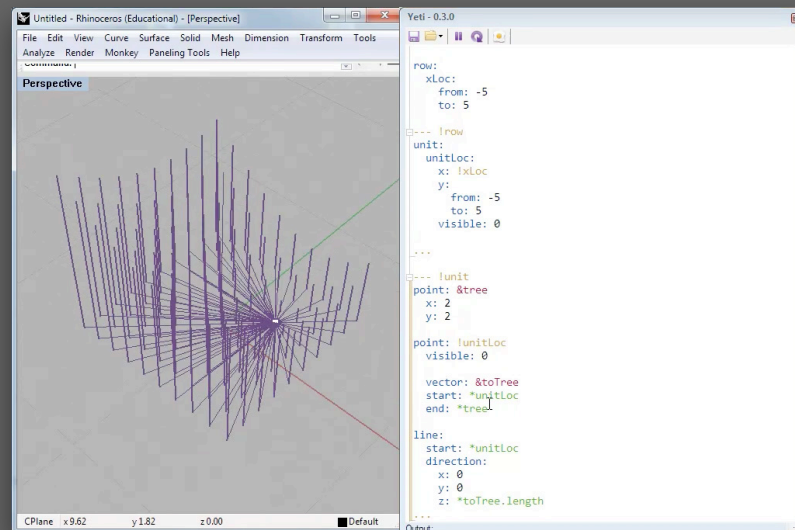 Untitled - Rhinoceros (Educational) - [Perspective]
File Edit View Curve Surface Solid Mesh Dimension Transform Tools
Analyze Render Monkey Paneling Tools Help
Command:
Perspective
CPlane x 9.62 y 1.82 z 0.00 Default
Yeti - 0.3.0
row:
xLoc:
from: -5
to: 5
--- !row
unit:
unitLoc:
x: !xLoc
y:
from: -5
to: 5
visible: 0
...
--- !unit
point: &tree
x: 2
y: 2
point: !unitLoc
visible: 0
vector: &toTree
start: *unitLoc
end: *tree
line:
start: *unitLoc
direction:
x: 0
y: 0
z: *toTree.length
...
Output: